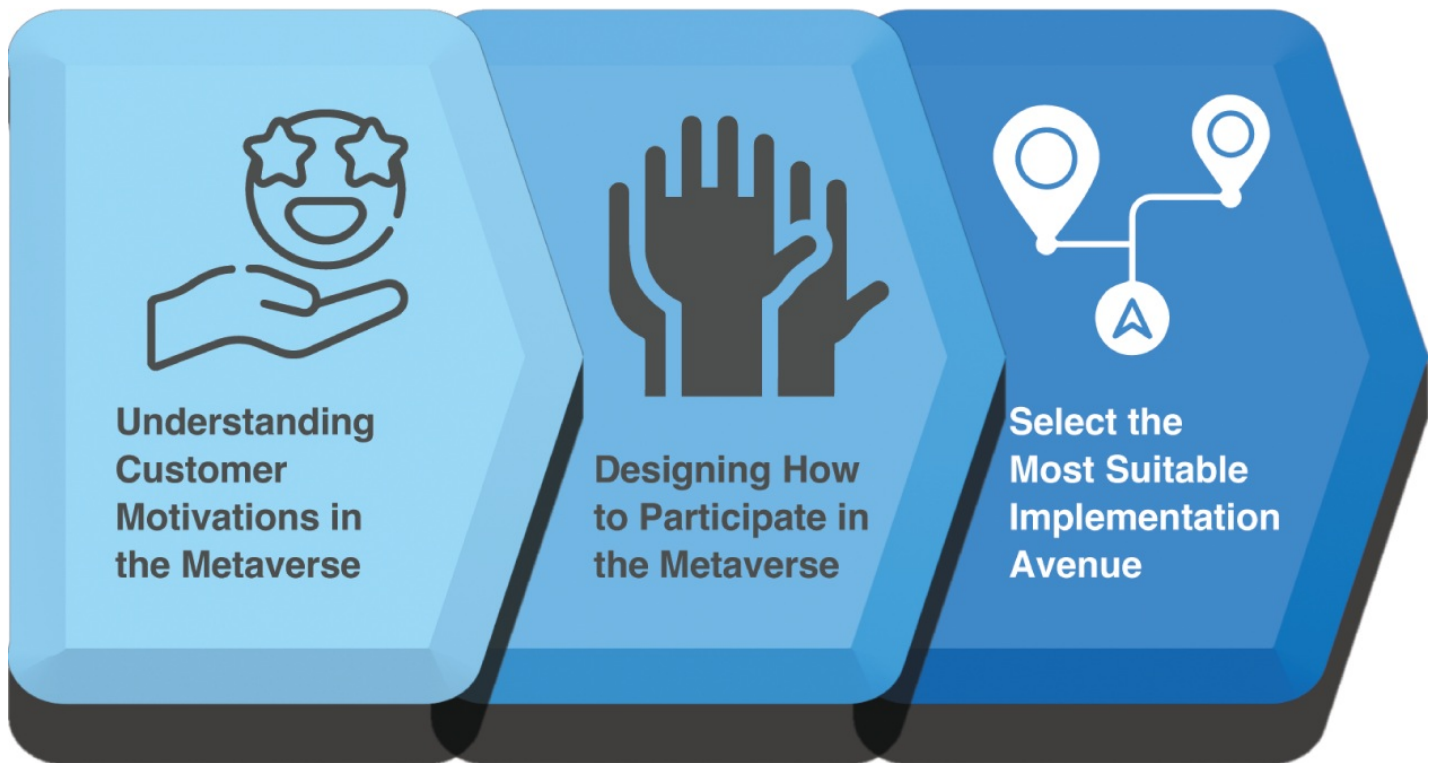 Understanding
Customer
Motivations in
the Metaverse
Designing How
to Participate in
the Metaverse
Select the
Most Suitable
Implementation
Avenue